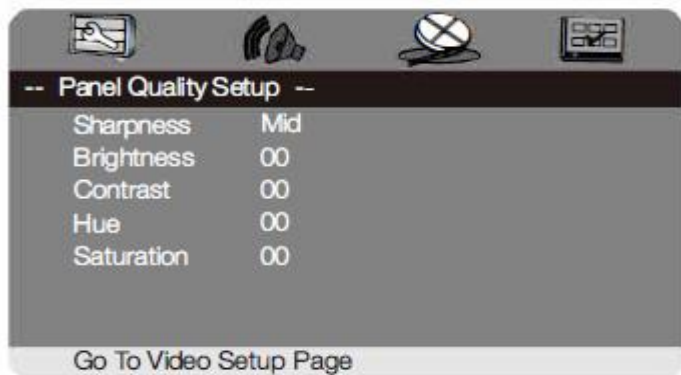 -- Panel Quality Setup --
Sharpness Mid
Brightness 00
Contrast 00
Hue 00
Saturation 00
Go To Video Setup Page